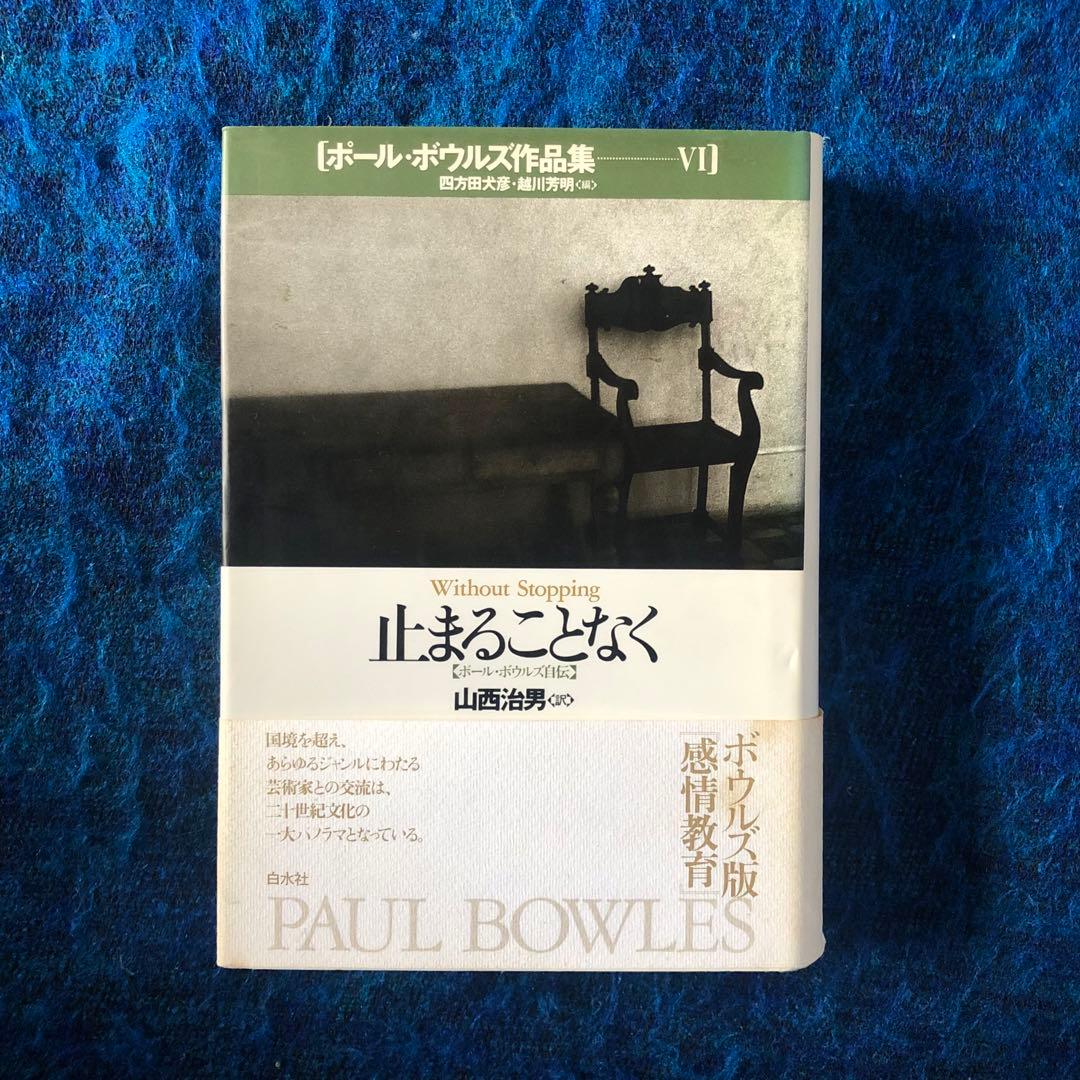 [ポール・ボウルズ作品集…………VI]
四方田犬彦・越川芳明〈編〉
Without Stopping
止まることなく
【ポール・ボウルズ自伝】
山西治男〈訳〉
ボウルズ版
『感情教育』
国境を超え、
あらゆるジャンルにわたる
芸術家との交流は、
二十世紀文化の
一大パノラマとなっている。
白水社
PAUL BOWLES